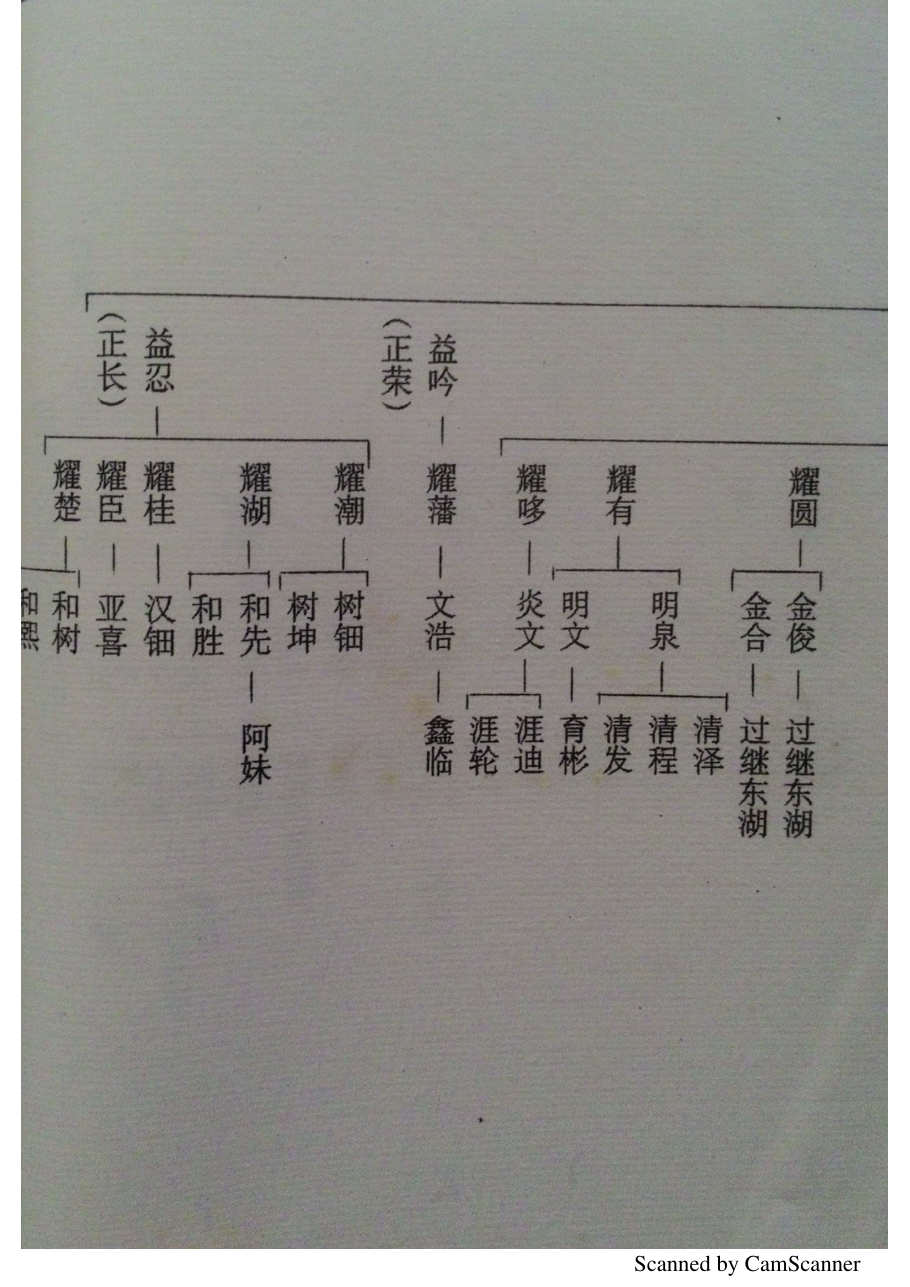 益吟
(正荣)
益忍
(正长)
耀圆
耀有
耀哆
耀藩
耀潮
耀湖
耀桂
耀臣
耀楚
金俊
金合
明泉
明文
炎文
文浩
树钿
树坤
和先
和胜
汉钿
亚喜
和树
和熙
过继东湖
过继东湖
清泽
清程
清发
育彬
涯迪
涯轮
鑫临
阿妹
Scanned by CamScanner